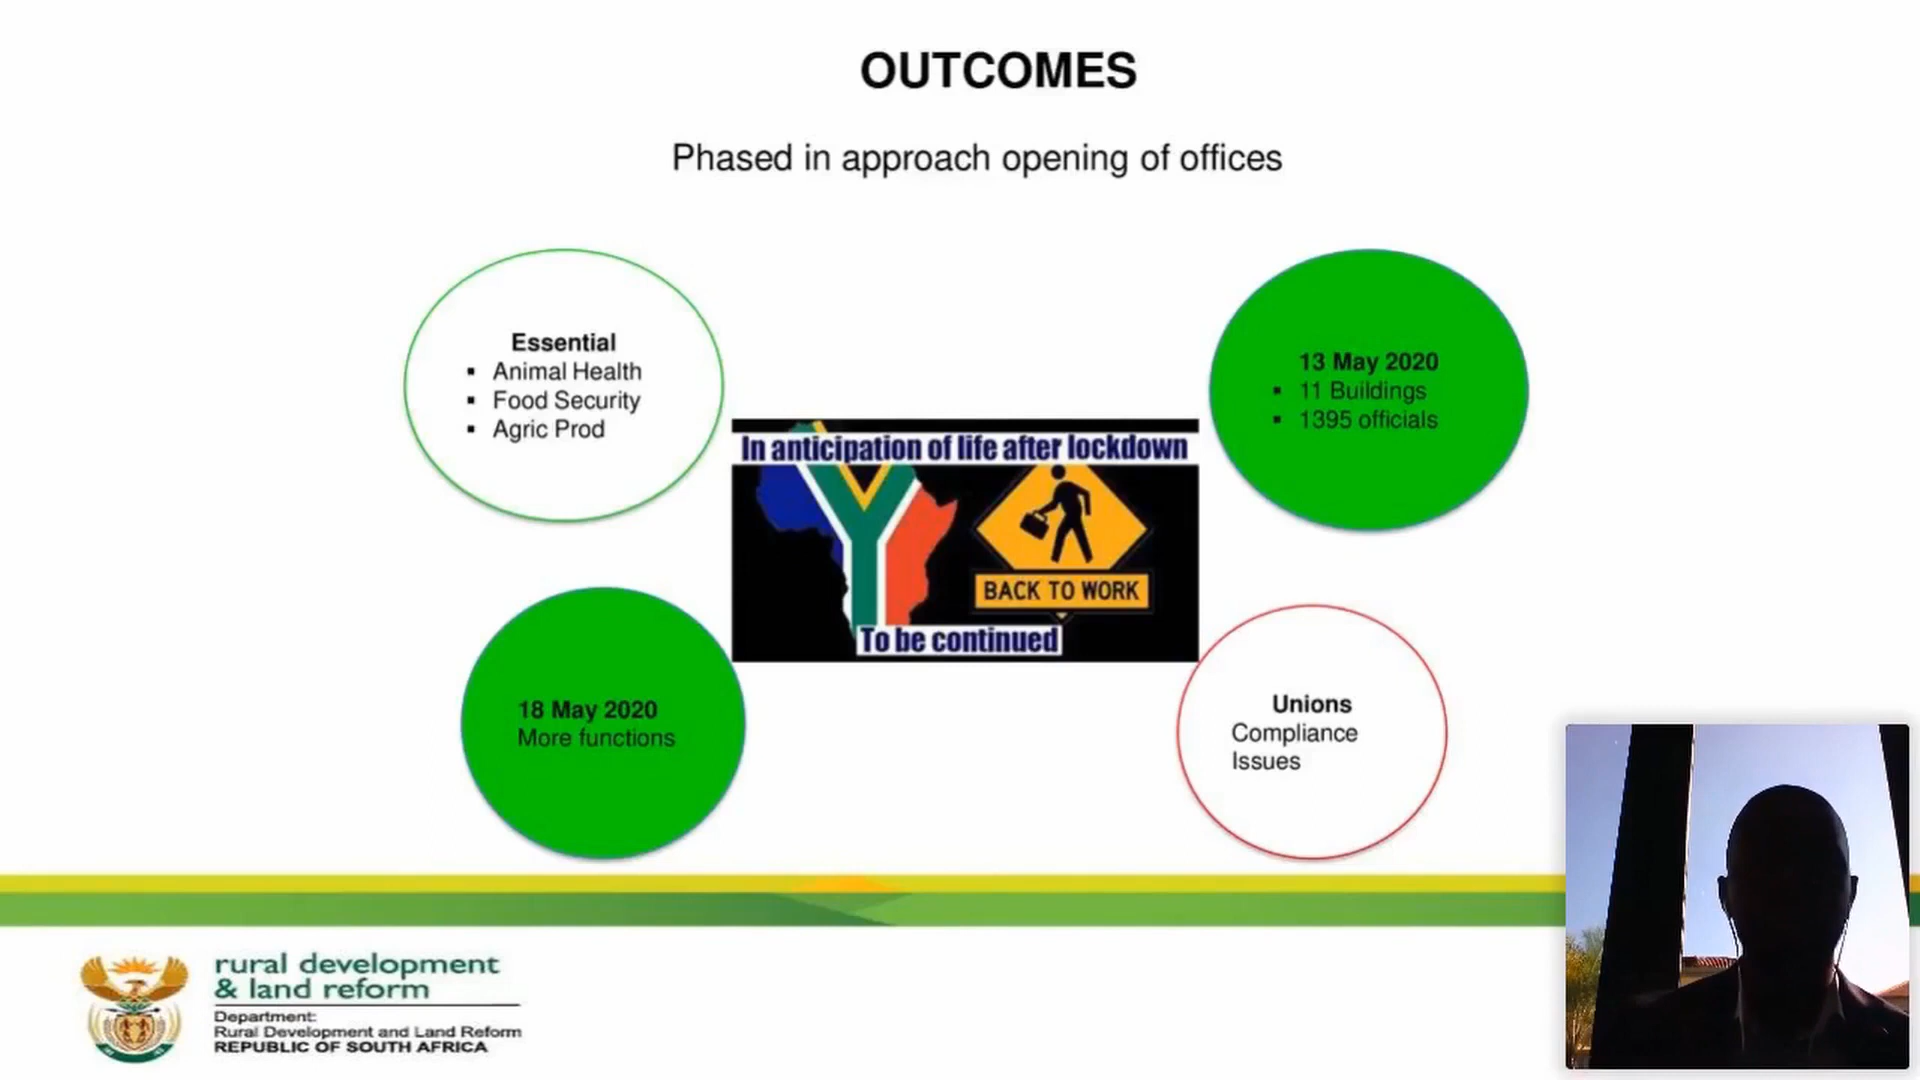 OUTCOMES
Phased in approach opening of offices
Essential
▪ Animal Health
▪ Food Security
▪ Agric Prod
13 May 2020
▪ 11 Buildings
▪ 1395 officials
In anticipation of life after lockdown
BACK TO WORK
To be continued
18 May 2020
More functions
Unions
Compliance
Issues
rural development
& land reform
Department:
Rural Development and Land Reform
REPUBLIC OF SOUTH AFRICA